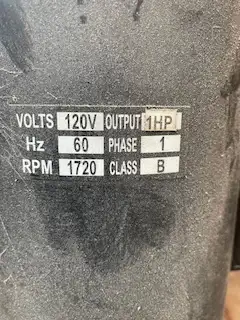 VOLTS 120V OUTPUT 1HP
Hz 60 PHASE 1
RPM 1720 CLASS B